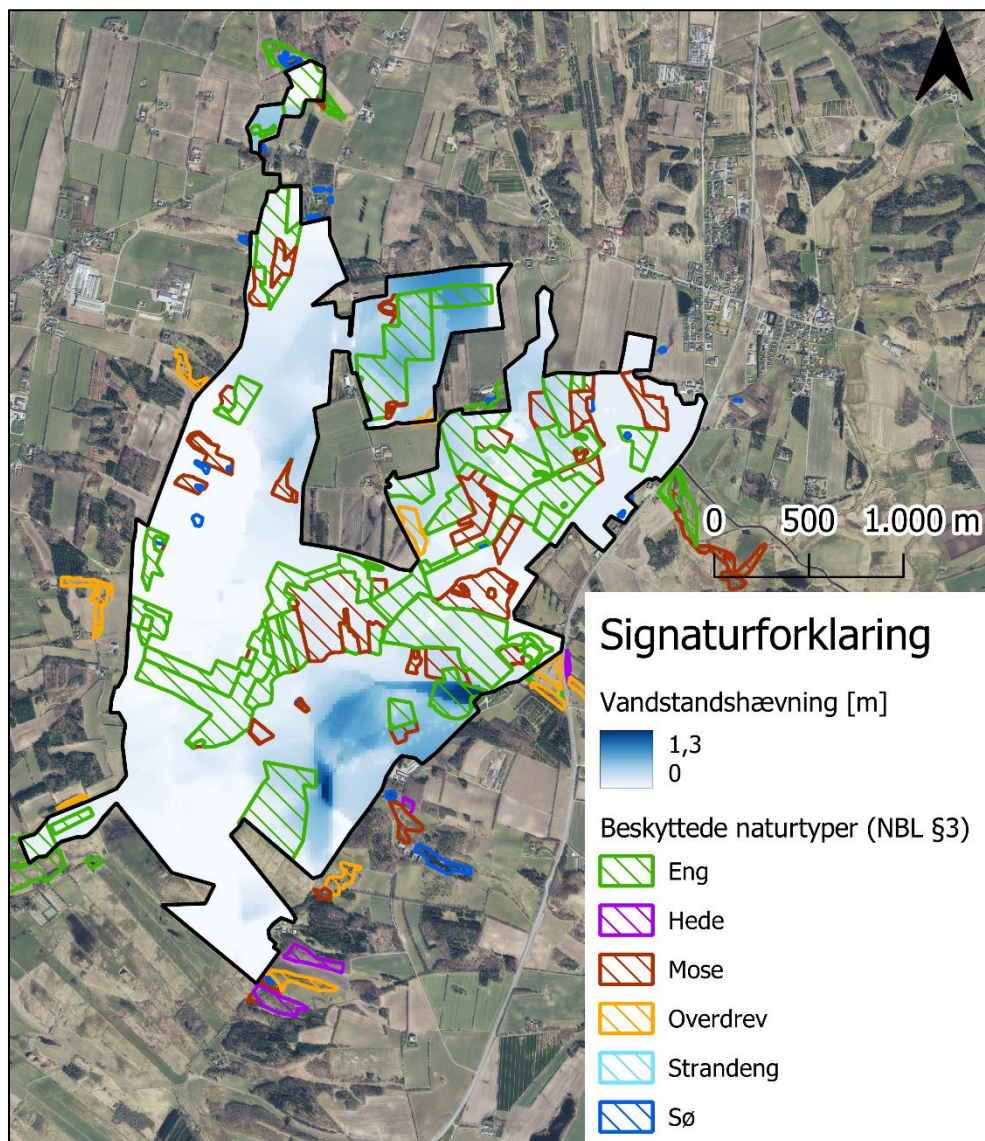 0 500 1.000 m
Signaturforklaring
Vandstandshævning [m]
1,3
0
Beskyttede naturtyper (NBL §3)
Eng
Hede
Mose
Overdrev
Strandeng
Sø